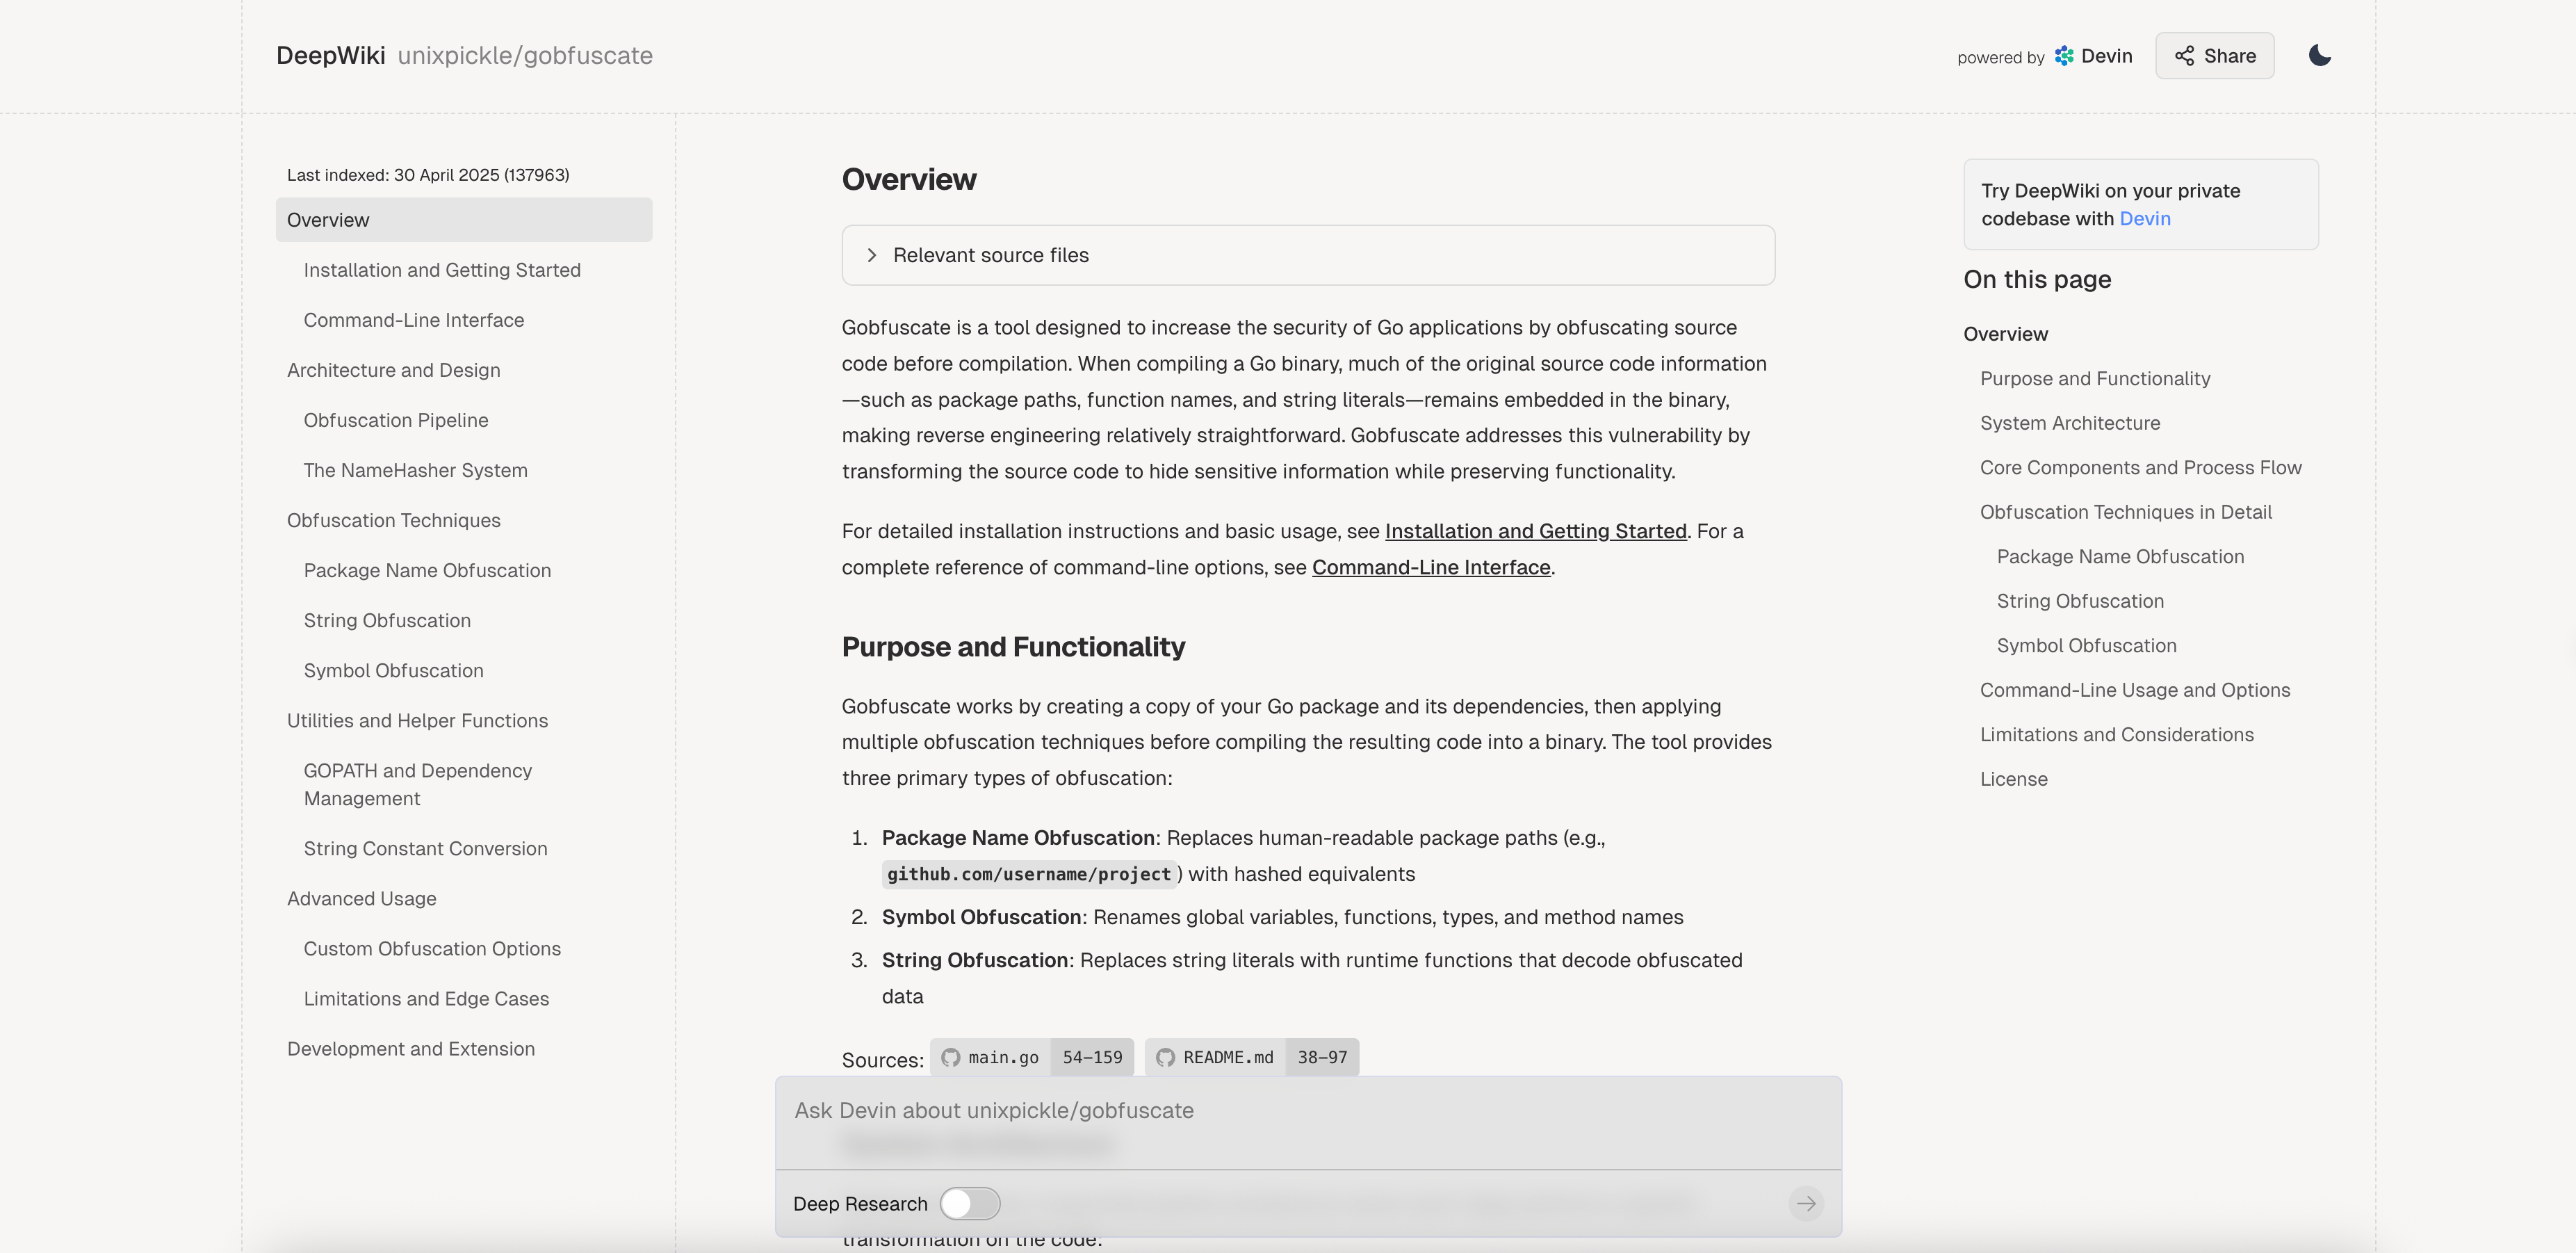 DeepWiki unixpickle/gobfuscate
powered by Devin
Share
Last indexed: 30 April 2025 (137963)
Overview
Installation and Getting Started
Command-Line Interface
Architecture and Design
Obfuscation Pipeline
The NameHasher System
Obfuscation Techniques
Package Name Obfuscation
String Obfuscation
Symbol Obfuscation
Utilities and Helper Functions
GOPATH and Dependency
Management
String Constant Conversion
Advanced Usage
Custom Obfuscation Options
Limitations and Edge Cases
Development and Extension
Overview
Relevant source files
Gobfuscate is a tool designed to increase the security of Go applications by obfuscating source
code before compilation. When compiling a Go binary, much of the original source code information
—such as package paths, function names, and string literals—remains embedded in the binary,
making reverse engineering relatively straightforward. Gobfuscate addresses this vulnerability by
transforming the source code to hide sensitive information while preserving functionality.
For detailed installation instructions and basic usage, see Installation and Getting Started. For a
complete reference of command-line options, see Command-Line Interface.
Purpose and Functionality
Gobfuscate works by creating a copy of your Go package and its dependencies, then applying
multiple obfuscation techniques before compiling the resulting code into a binary. The tool provides
three primary types of obfuscation:
1. Package Name Obfuscation: Replaces human-readable package paths (e.g.,
github.com/username/project) with hashed equivalents
2. Symbol Obfuscation: Renames global variables, functions, types, and method names
3. String Obfuscation: Replaces string literals with runtime functions that decode obfuscated
data
Sources: main.go 54-159 README.md 38-97
Ask Devin about unixpickle/gobfuscate
Deep Research
transformation on the code:
Try DeepWiki on your private
codebase with Devin
On this page
Overview
Purpose and Functionality
System Architecture
Core Components and Process Flow
Obfuscation Techniques in Detail
Package Name Obfuscation
String Obfuscation
Symbol Obfuscation
Command-Line Usage and Options
Limitations and Considerations
License